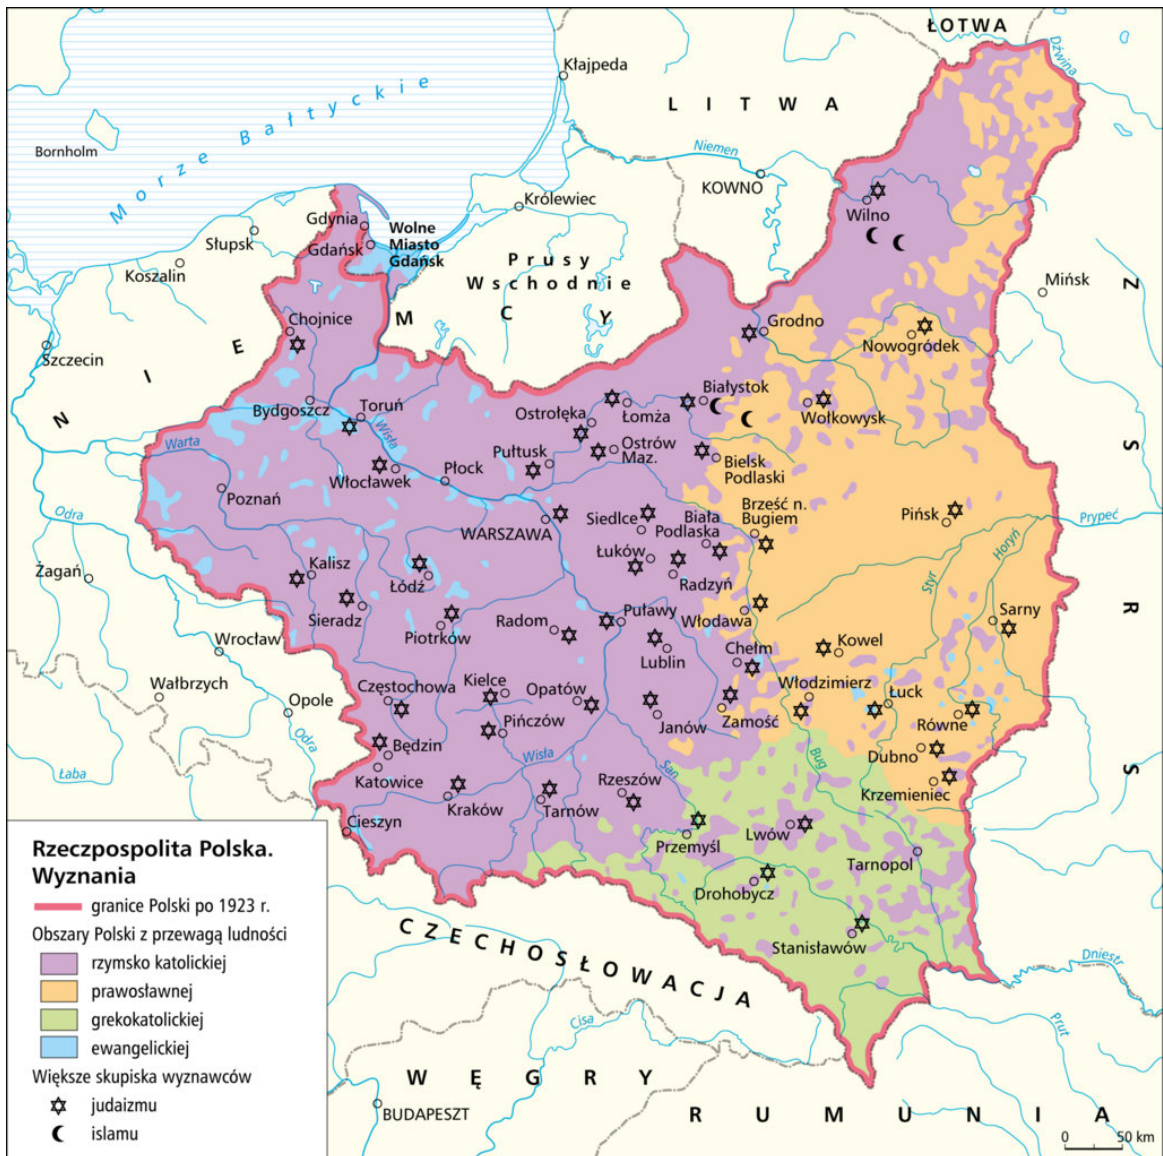 ŁOTWA
Dźwina
Kłajpeda
LITWA
Morze Bałtyckie
Bornholm
Niemen
KOWNO
Wilno
Królewiec
Gdynia
Gdańsk
Wolne
Miasto
Gdańsk
Słupsk
Koszalin
Prusy
Wschodnie
Mińsk
ZSRS
NIEMCY
Szczecin
Chojnice
Grodno
Nowogródek
Bydgoszcz
Toruń
Wisła
Ostrołęka
Łomża
Białystok
Wołkowysk
Warta
Włocławek
Płock
Pułtusk
Ostrów
Maz.
Bielsk
Podlaski
Poznań
Odra
WARSZAWA
Siedlce
Biała
Podlaska
Brześć n.
Bugiem
Pińsk
Prypeć
Horyń
Styr
Żagań
Kalisz
Łódź
Łuków
Radzyń
Sieradz
Piotrków
Radom
Puławy
Włodawa
Sarny
Wrocław
Lublin
Chełm
Kowel
Wałbrzych
Opole
Odra
Częstochowa
Kielce
Opatów
Włodzimierz
Łuck
Pińczów
Janów
Zamość
Równe
Będzin
Dubno
Łaba
Katowice
Wisła
San
Bug
Krzemieniec
Kraków
Tarnów
Rzeszów
Cieszyn
Przemyśl
Lwów
Tarnopol
Drohobycz
Stanisławów
CZECHOSŁOWACJA
Dniestr
Cisa
Prut
WĘGRY
BUDAPESZT
RUMUNIA
0 50 km
Rzeczpospolita Polska.
Wyznania
granice Polski po 1923 r.
Obszary Polski z przewagą ludności
rzymsko katolickiej
prawosławnej
grekokatolickiej
ewangelickiej
Większe skupiska wyznawców
judaizmu
islamu